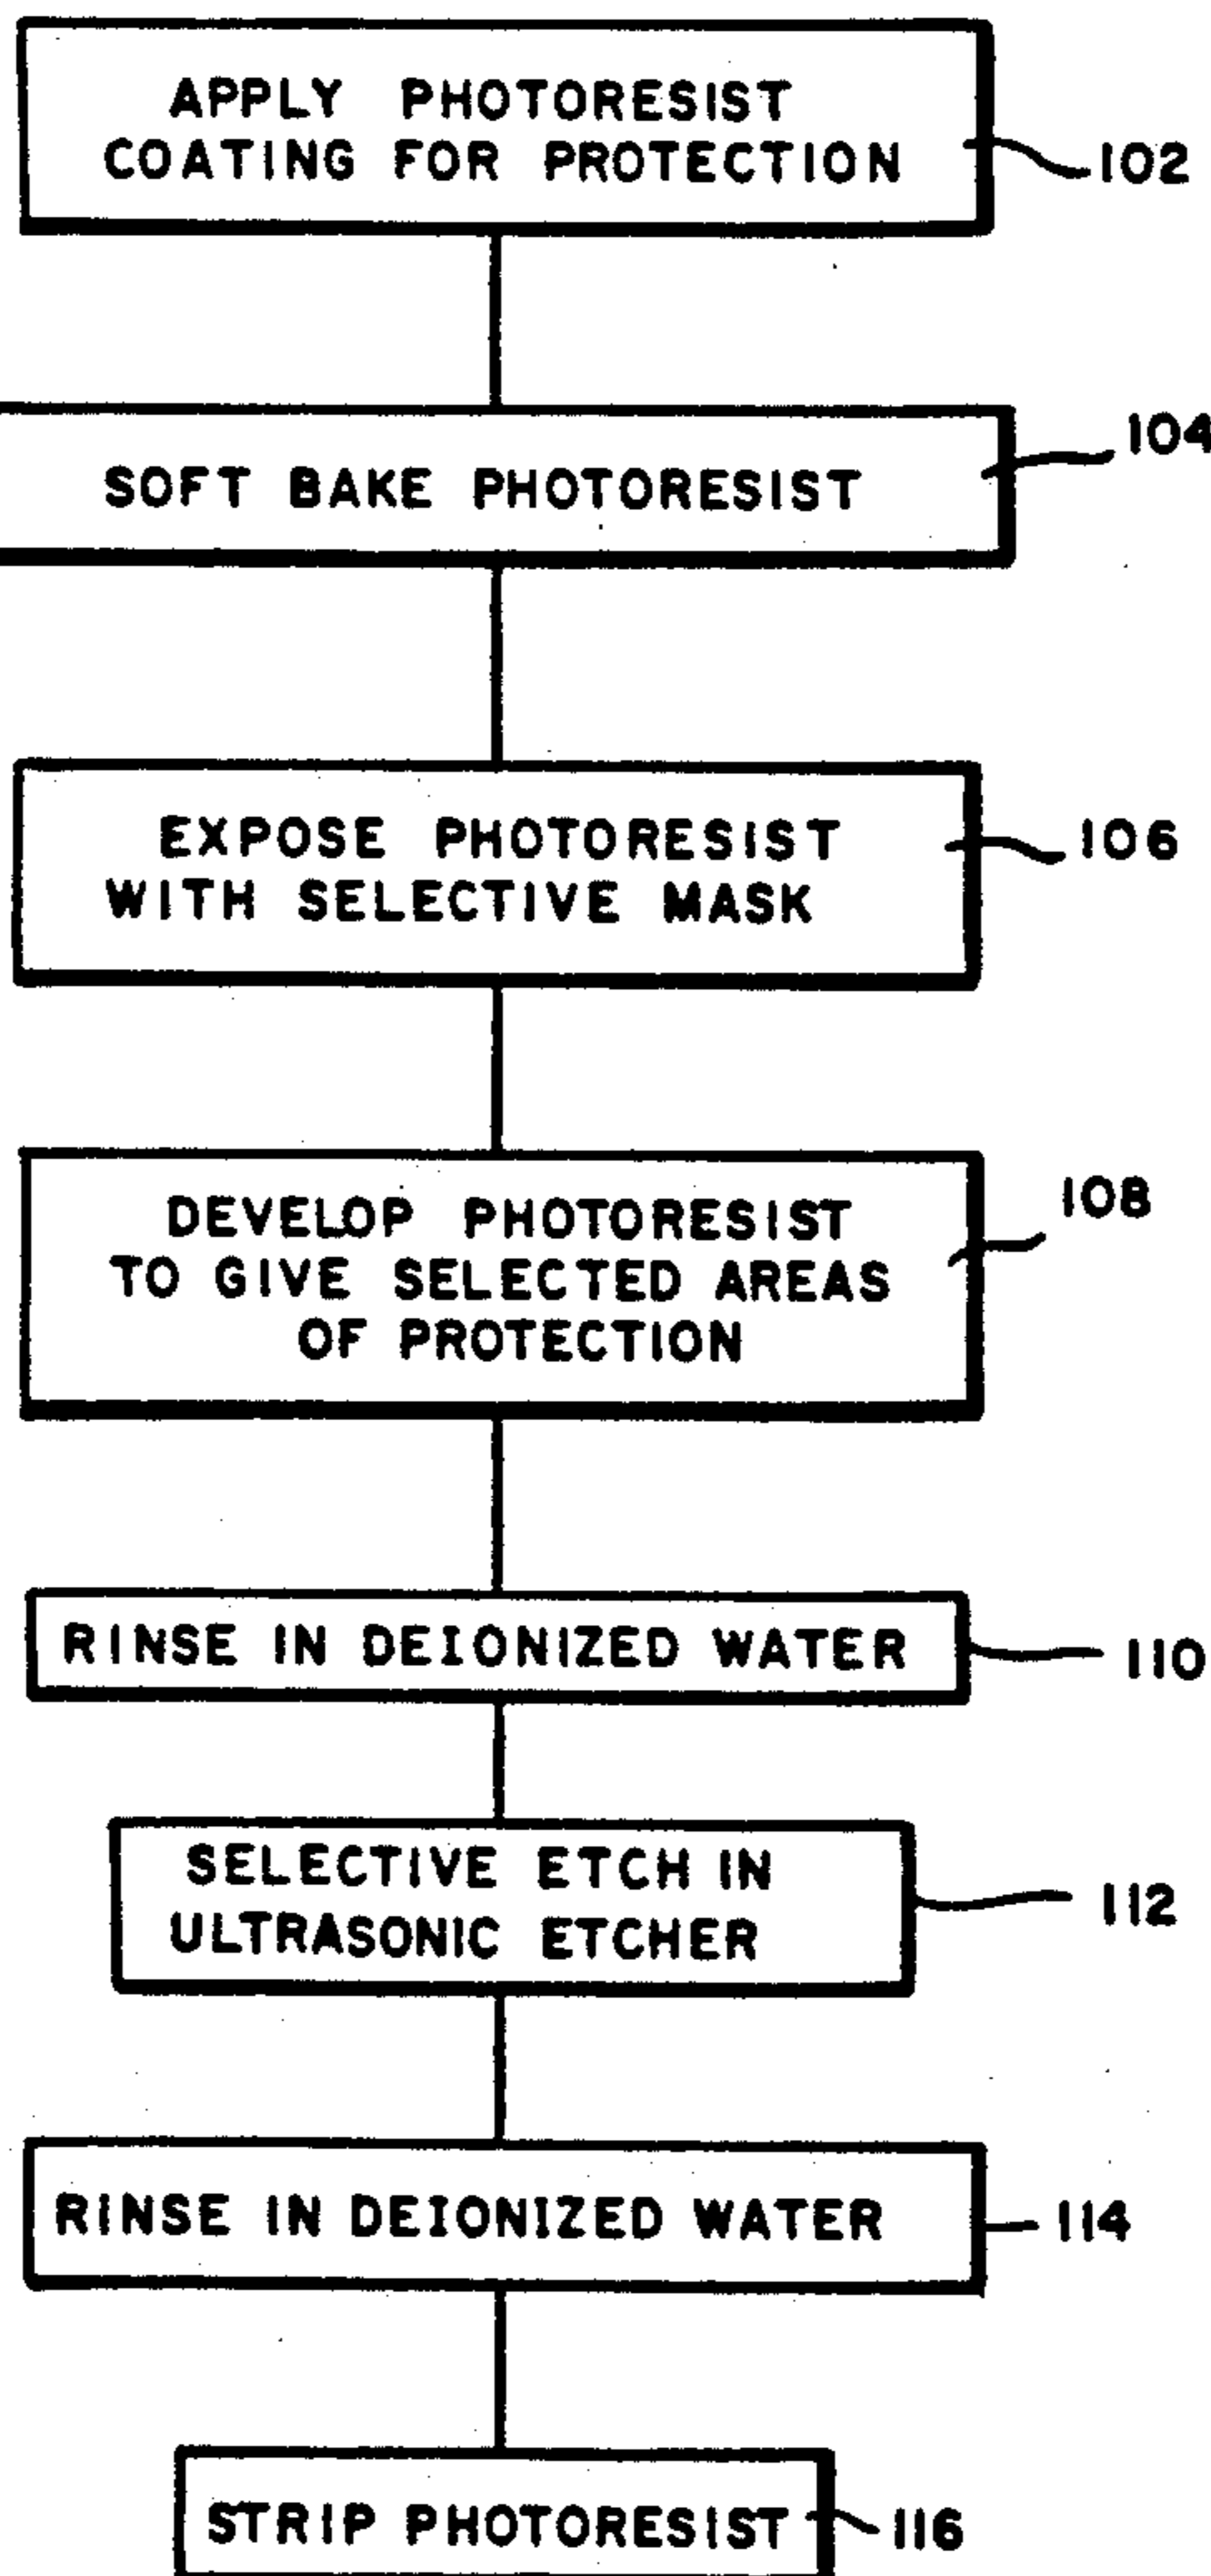 APPLY PHOTORESIST
COATING FOR PROTECTION
102
SOFT BAKE PHOTORESIST
104
EXPOSE PHOTORESIST
WITH SELECTIVE MASK
106
DEVELOP PHOTORESIST
TO GIVE SELECTED AREAS
OF PROTECTION
108
RINSE IN DEIONIZED WATER
110
SELECTIVE ETCH IN
ULTRASONIC ETCHER
112
RINSE IN DEIONIZED WATER
114
STRIP PHOTORESIST
116